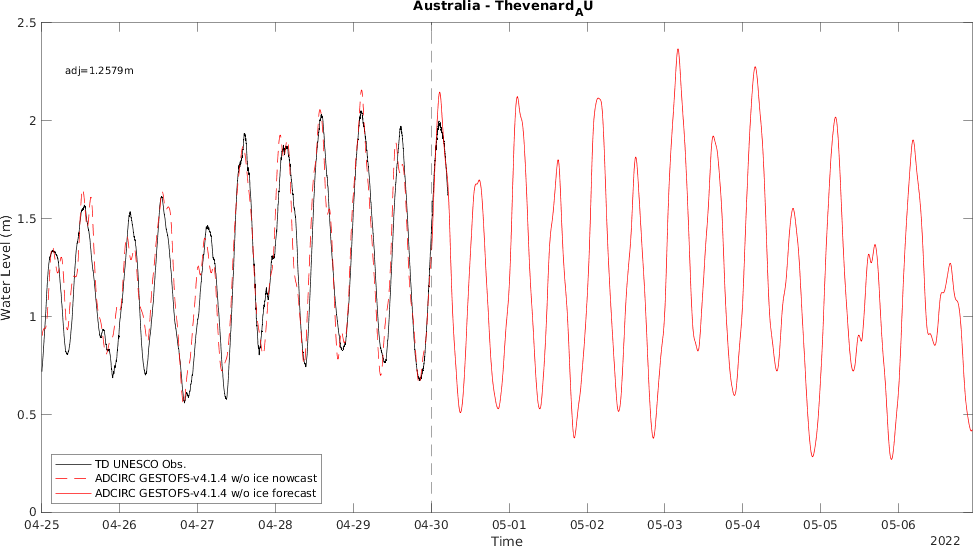 Australia - Thevenard_AU
adj=1.2579m
Water Level (m)
2.5
2
1.5
1
0.5
0
TD UNESCO Obs.
ADCIRC GESTOFS-v4.1.4 w/o ice nowcast
ADCIRC GESTOFS-v4.1.4 w/o ice forecast
04-25 04-26 04-27 04-28 04-29 04-30 05-01 05-02 05-03 05-04 05-05 05-06
Time
2022